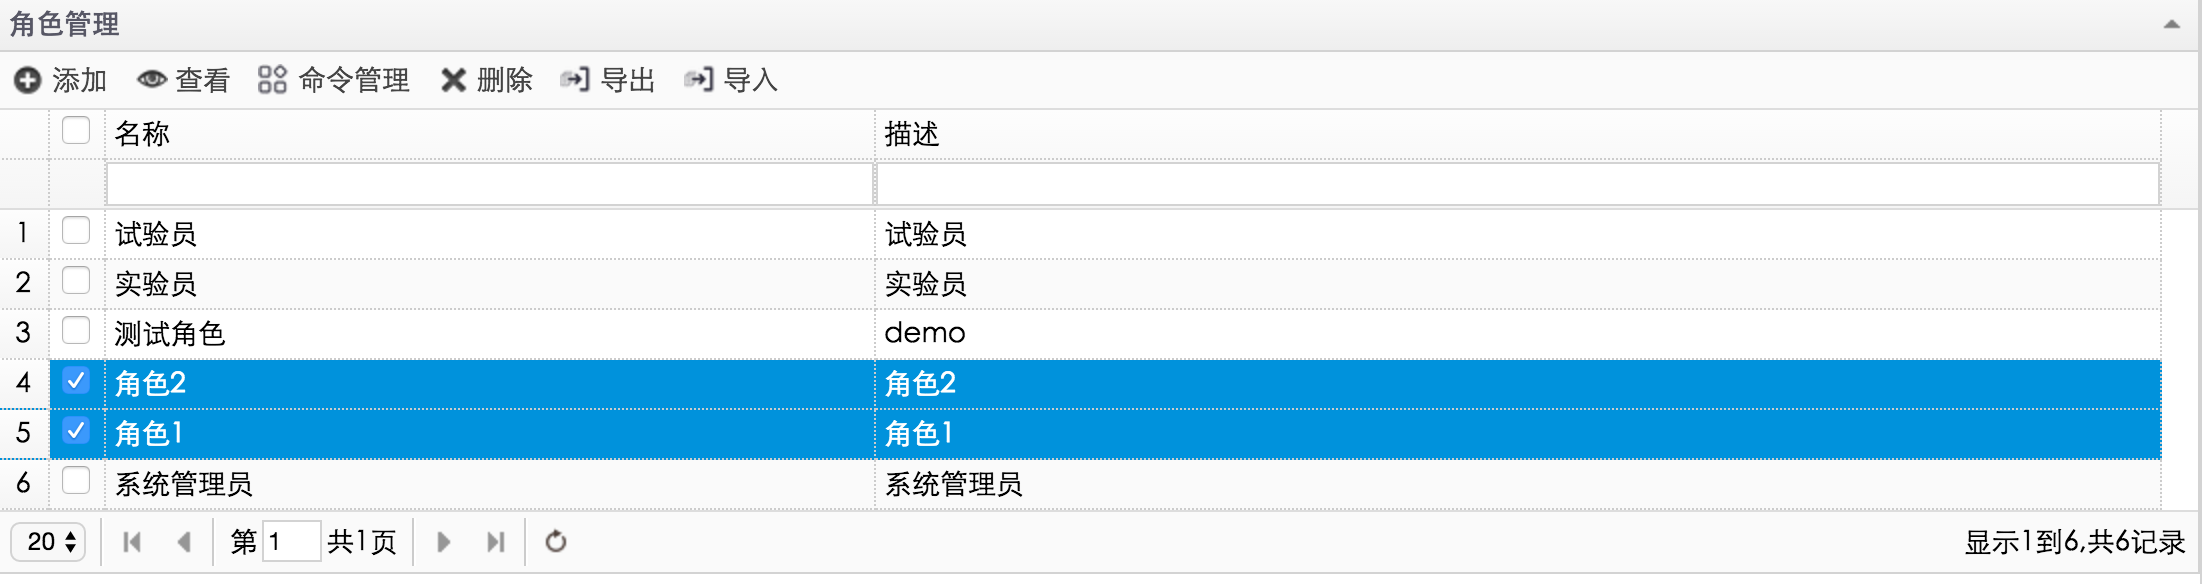 角色管理
添加 查看 命令管理 删除 导出 导入
名称 描述
1 试验员 试验员
2 实验员 实验员
3 测试角色 demo
4 角色2 角色2
5 角色1 角色1
6 系统管理员 系统管理员
20 第 1 共1页 显示1到6,共6记录